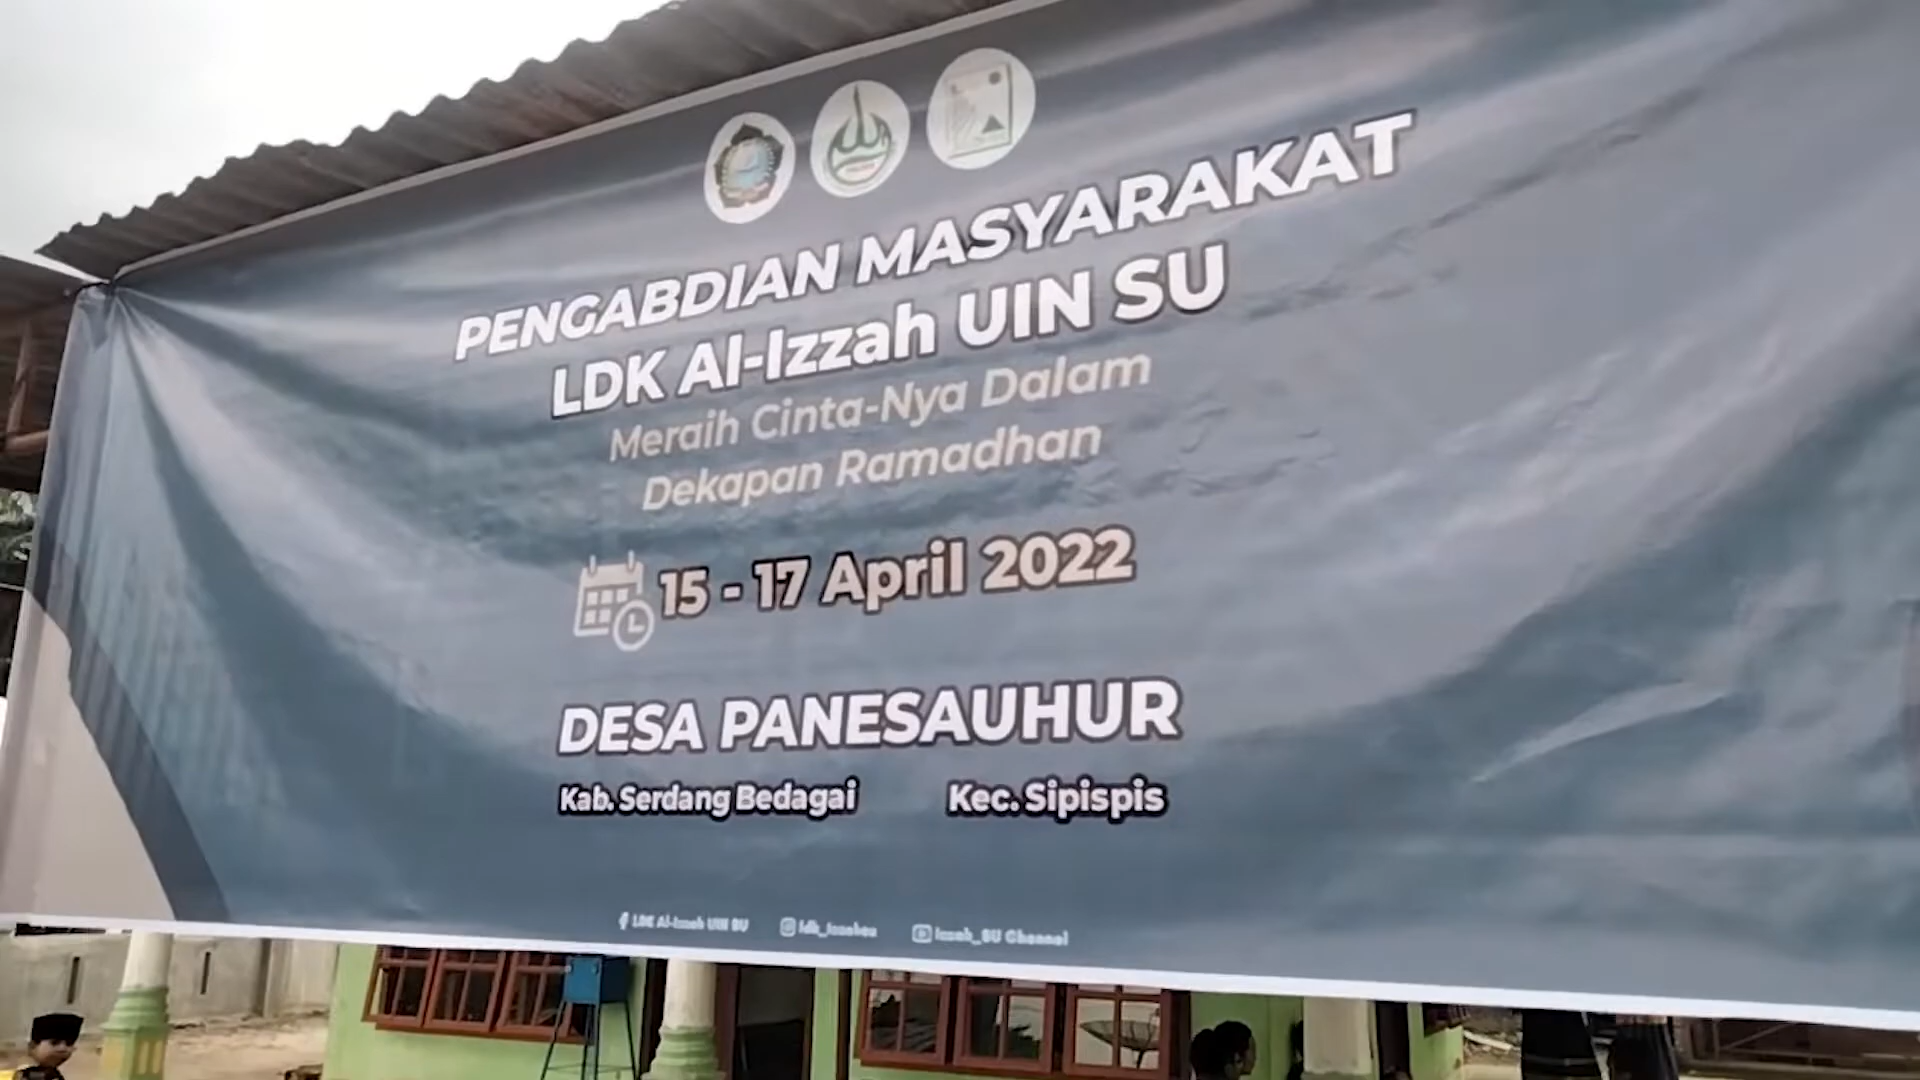 PENGABDIAN MASYARAKAT
LDK Al-Izzah UIN SU
Meraih Cinta-Nya Dalam
Dekapan Ramadhan
15 - 17 April 2022
DESA PANESAUHUR
Kab. Serdang Bedagai Kec. Sipispis
LDK Al-Izzah UIN SU Izzah_SU Channel